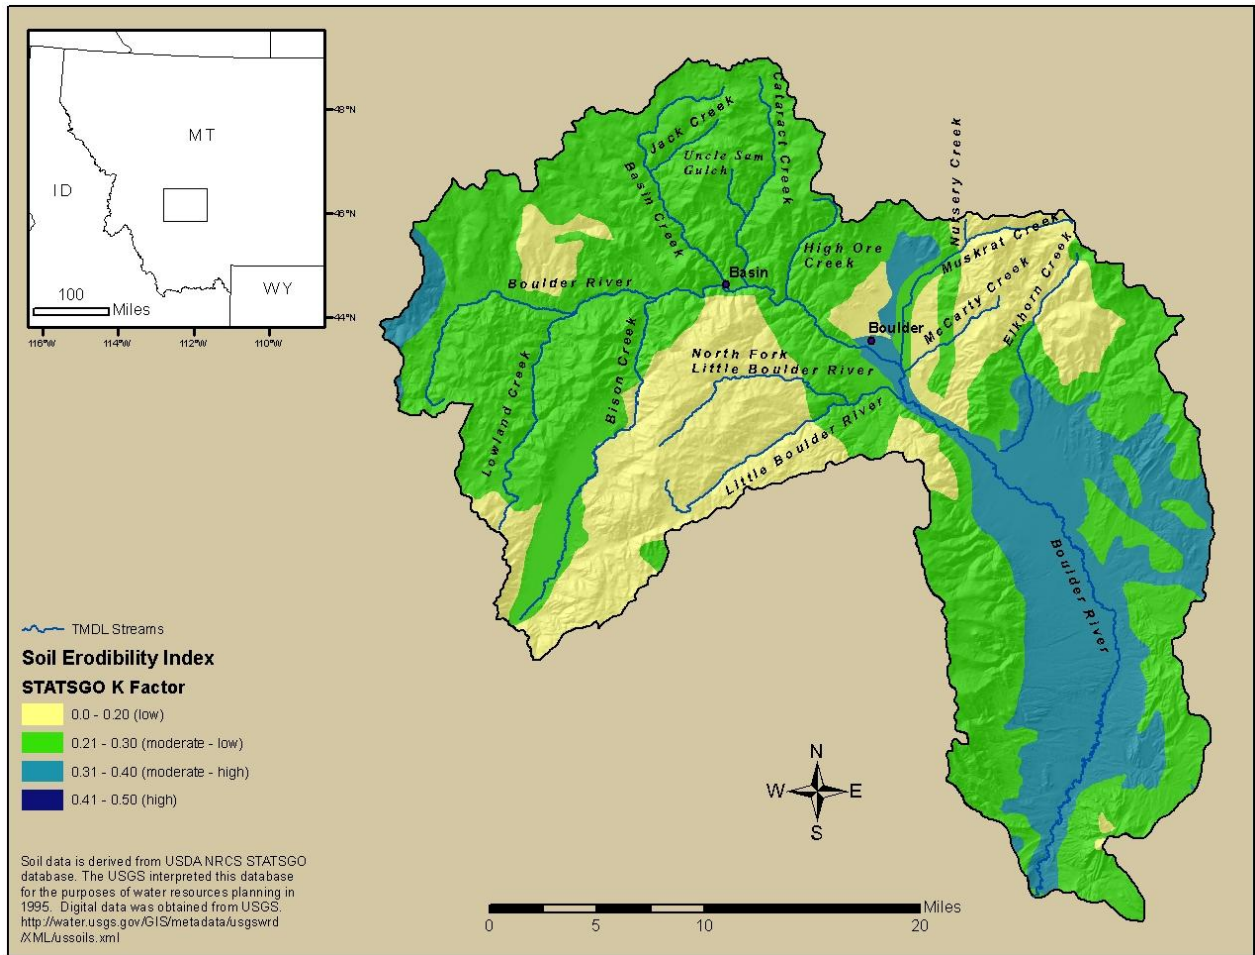 MT
ID
WY
100
Miles
48°N
46°N
44°N
116°W
114°W
112°W
110°W
Jack Creek
Cataract Creek
Uncle Sam
Gulch
Basin Creek
Nursery Creek
High Ore
Creek
Muskrat Creek
McCarty Creek
Elkhorn Creek
Basin
Boulder River
Boulder
North Fork
Little Boulder River
Bison Creek
Lowland Creek
Little Boulder River
Boulder River
TMDL Streams
Soil Erodibility Index
STATSGO K Factor
0.0 - 0.20 (low)
0.21 - 0.30 (moderate - low)
0.31 - 0.40 (moderate - high)
0.41 - 0.50 (high)
N
W
E
S
Soil data is derived from USDA NRCS STATSGO
database. The USGS interpreted this database
for the purposes of water resources planning in
1995. Digital data was obtained from USGS.
http://water.usgs.gov/GIS/metadata/usgswrd
/XML/ussoils.xml
Miles
0 5 10 20